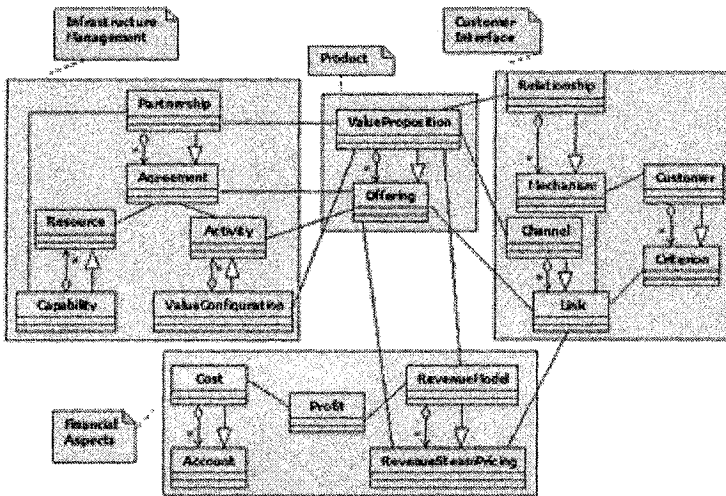 Infrastructure
Management
Customer
Interface
Product
Partnership
Relationship
ValueProposition
Agreement
Offering
Mechanism
Customer
Resource
Activity
Channel
Criterion
Capability
ValueConfiguration
Link
Cost
RevenueModel
Profit
Financial
Aspects
Account
RevenueStreamPricing